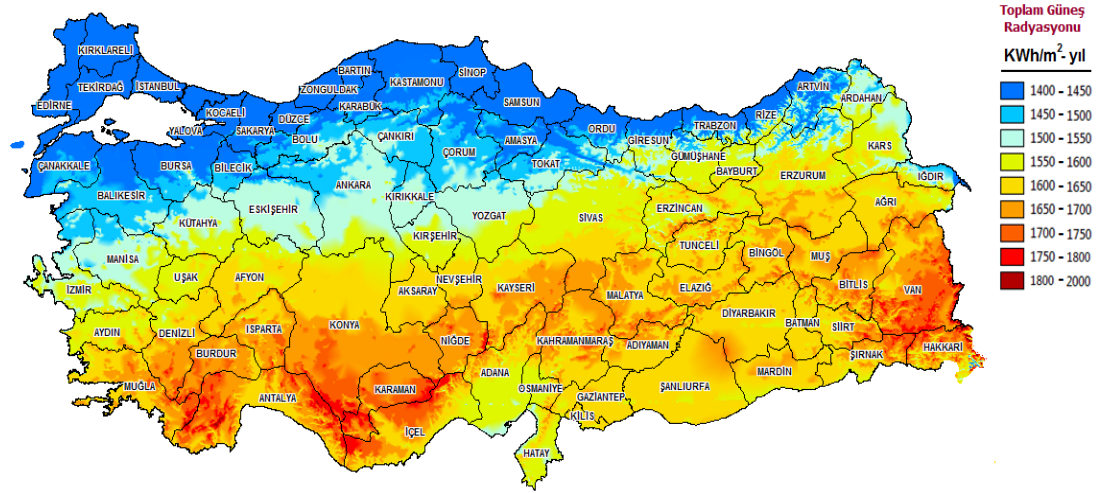 Toplam Güneş
Radyasyonu
KWh/m²- yıl
1400 - 1450
1450 - 1500
1500 - 1550
1550 - 1600
1600 - 1650
1650 - 1700
1700 - 1750
1750 - 1800
1800 - 2000
KIRKLARELİ
TEKİRDAĞ
İSTANBUL
EDİRNE
KOCAELİ
YALOVA
SAKARYA
DÜZCE
BOLU
ZONGULDAK
BARTIN
KARABÜK
KASTAMONU
SİNOP
SAMSUN
ÇANKIRI
ÇORUM
AMASYA
TOKAT
ORDU
GİRESUN
TRABZON
RİZE
ARTVİN
ARDAHAN
KARS
IĞDIR
GÜMÜŞHANE
BAYBURT
ERZURUM
AĞRI
ÇANAKKALE
BALIKESİR
BURSA
BİLECİK
KÜTAHYA
ESKİŞEHİR
ANKARA
KIRIKKALE
KIRŞEHİR
YOZGAT
SİVAS
ERZİNCAN
TUNCELİ
BİNGÖL
MUŞ
BİTLİS
VAN
MANİSA
İZMİR
UŞAK
AFYON
AKSARAY
NEVŞEHİR
KAYSERİ
MALATYA
ELAZIĞ
DİYARBAKIR
BATMAN
SİİRT
ŞIRNAK
HAKKARİ
AYDIN
DENİZLİ
ISPARTA
BURDUR
KONYA
NİĞDE
KAHRAMANMARAŞ
ADIYAMAN
MARDİN
MUĞLA
ANTALYA
KARAMAN
İÇEL
ADANA
OSMANİYE
GAZİANTEP
KİLİS
ŞANLIURFA
HATAY